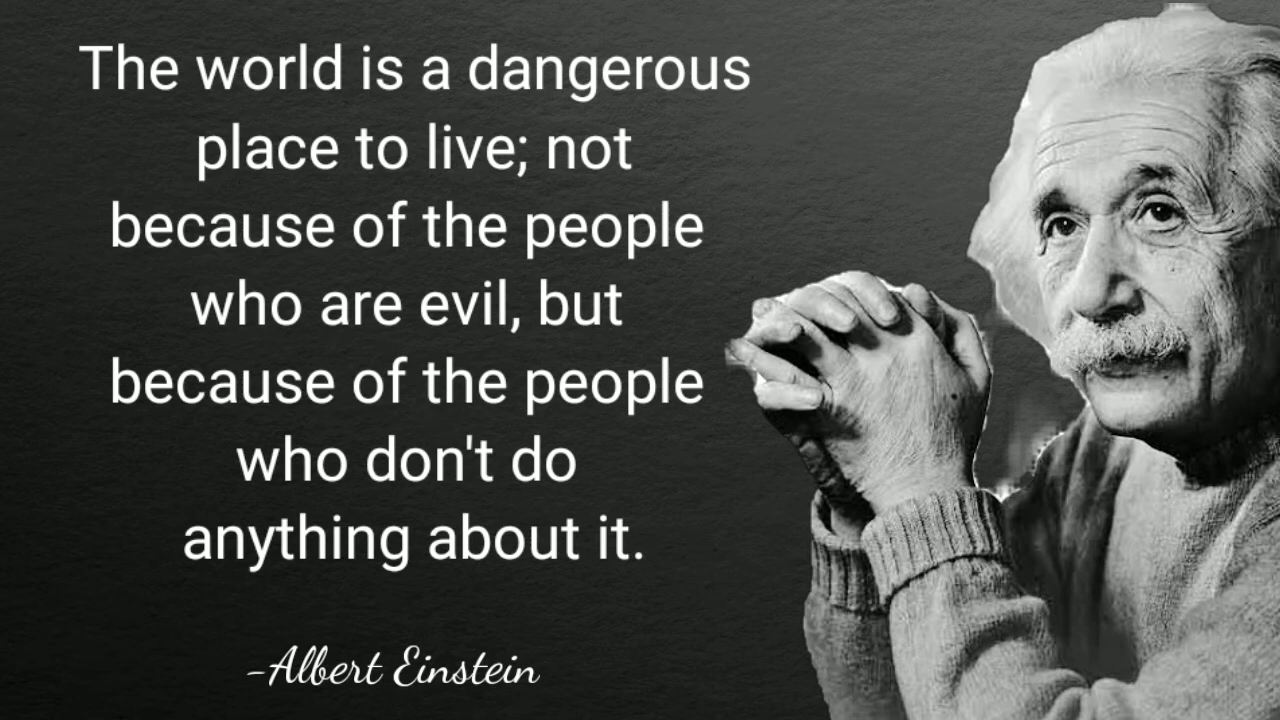 The world is a dangerous
place to live; not
because of the people
who are evil, but
because of the people
who don't do
anything about it.
-Albert Einstein